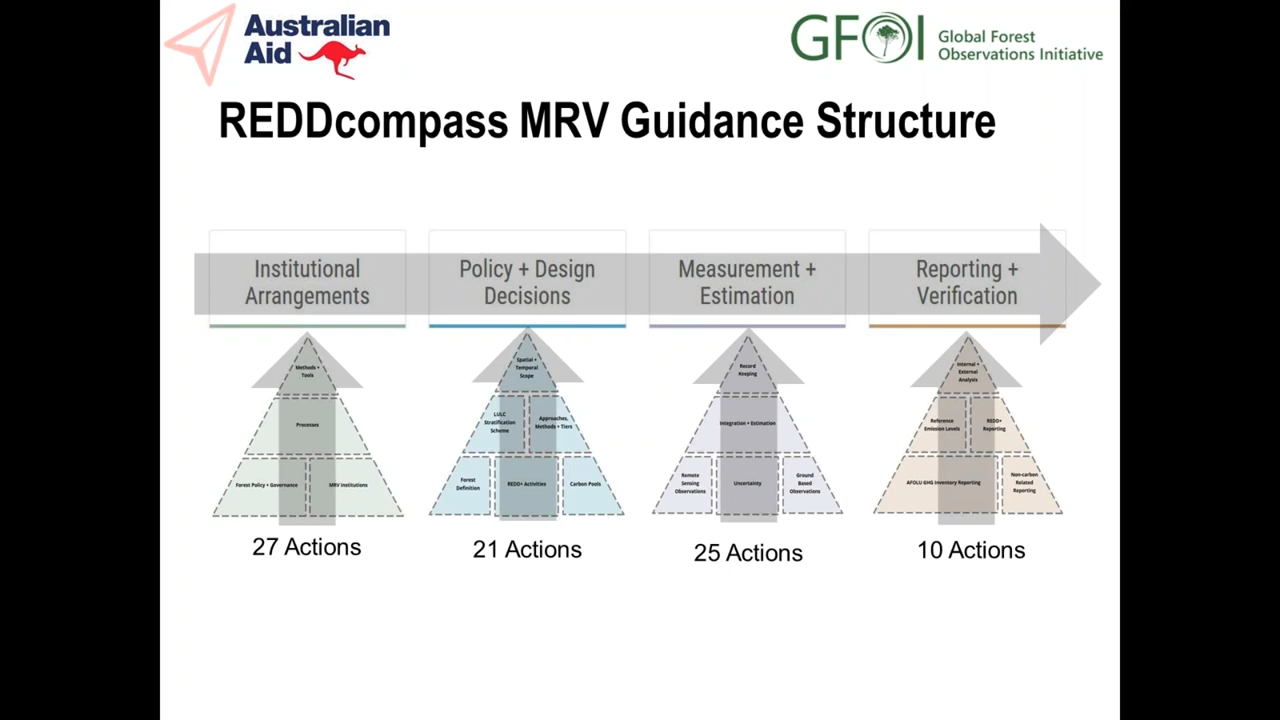 Australian
Aid
GFOI
Global Forest
Observations Initiative
REDDcompass MRV Guidance Structure
Institutional
Arrangements
Policy + Design
Decisions
Measurement +
Estimation
Reporting +
Verification
Methods +
Tools
Processes
Forest Policy + Governance
MRV Institutions
Spatial +
Temporal
Scope
LULC
Stratification
Scheme
Approaches,
Methods + Tiers
Forest
Definition
REDD+ Activities
Carbon Pools
Record
Keeping
Integration + Estimation
Remote
Sensing
Observations
Uncertainty
Ground
Based
Observations
Internal +
External
Analysis
Reference
Emission Levels
REDD+
Reporting
AFOLU GHG Inventory Reporting
Non-carbon
Related
Reporting
27 Actions
21 Actions
25 Actions
10 Actions